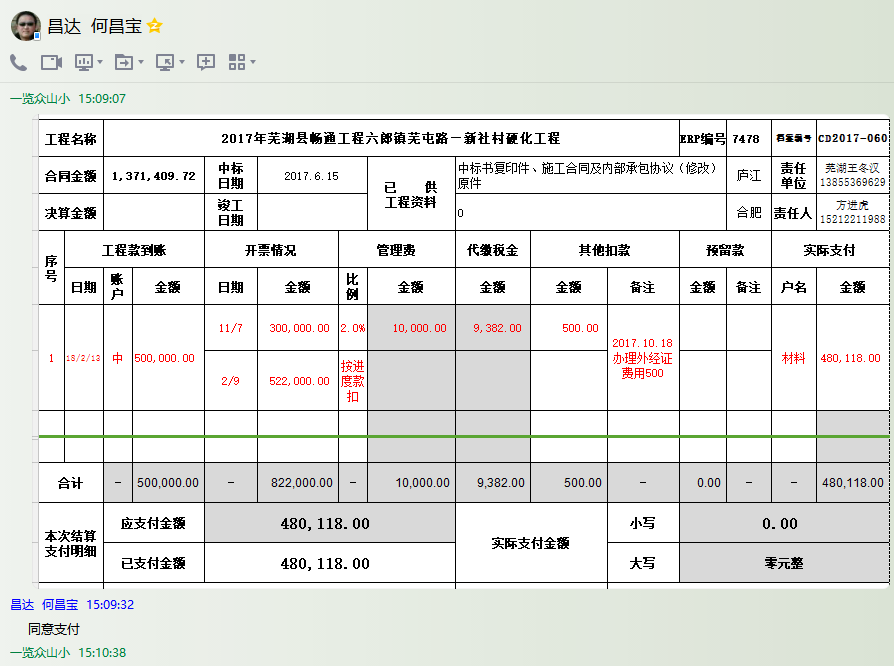 昌达 何昌宝
一览众山小 15:09:07
工程名称 2017年芜湖县畅通工程六郎镇芜屯路－新社村硬化工程 ERP编号 7478 档案编号 CD2017-060
合同金额 1,371,409.72 中标日期 2017.6.15 已 供 工程资料 中标书复印件、施工合同及内部承包协议（修改）原件 庐江 责任单位 芜湖王冬汉 13855369629
决算金额 竣工日期 0 合肥 责任人 方进虎 15212211988
序号 工程款到账 开票情况 管理费 代缴税金 其他扣款 预留款 实际支付
日期 账户 金额 日期 金额 比例 金额 金额 金额 备注 金额 备注 户名 金额
1 18/2/13 中 500,000.00 11/7 300,000.00 2.0% 10,000.00 9,382.00 500.00 2017.10.18办理外经证费用500 材料 480,118.00
2/9 522,000.00 按进度款扣
合计 － 500,000.00 － 822,000.00 － 10,000.00 9,382.00 500.00 － 0.00 － － 480,118.00
本次结算支付明细 应支付金额 480,118.00 实际支付金额 小写 0.00
已支付金额 480,118.00 大写 零元整
昌达 何昌宝 15:09:32
同意支付
一览众山小 15:10:38